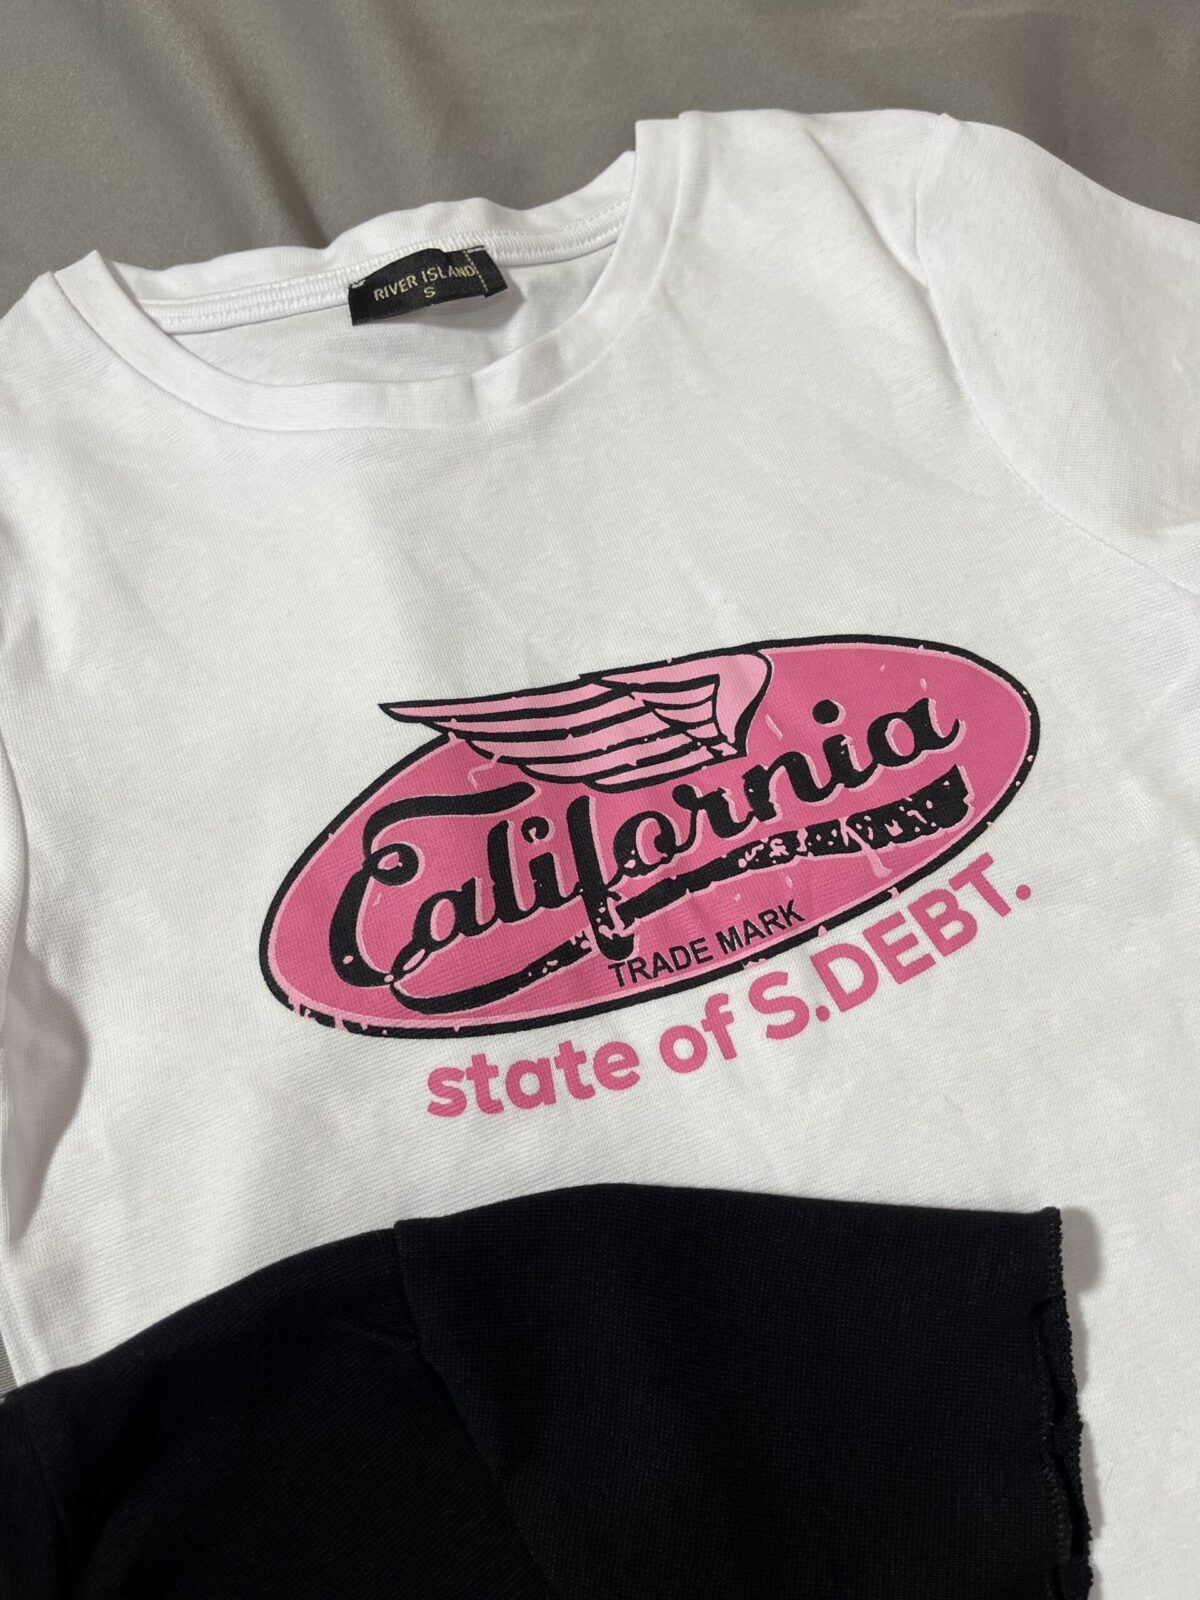 RIVER ISLAND
S
California
TRADE MARK
state of S.DEBT.